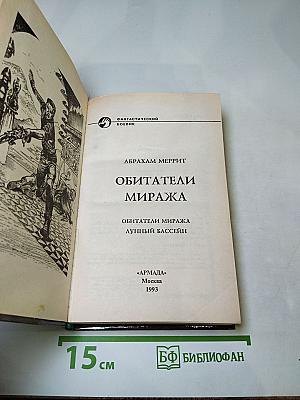 ФАНТАСТИЧЕСКИЙ
БОЕВИК
АБРАХАМ МЕРРИТ
ОБИТАТЕЛИ
МИРАЖА
ОБИТАТЕЛИ МИРАЖА
ЛУННЫЙ БАССЕЙН
«АРМАДА»
Москва
1993
15 см
БФ БИБЛИОФАН